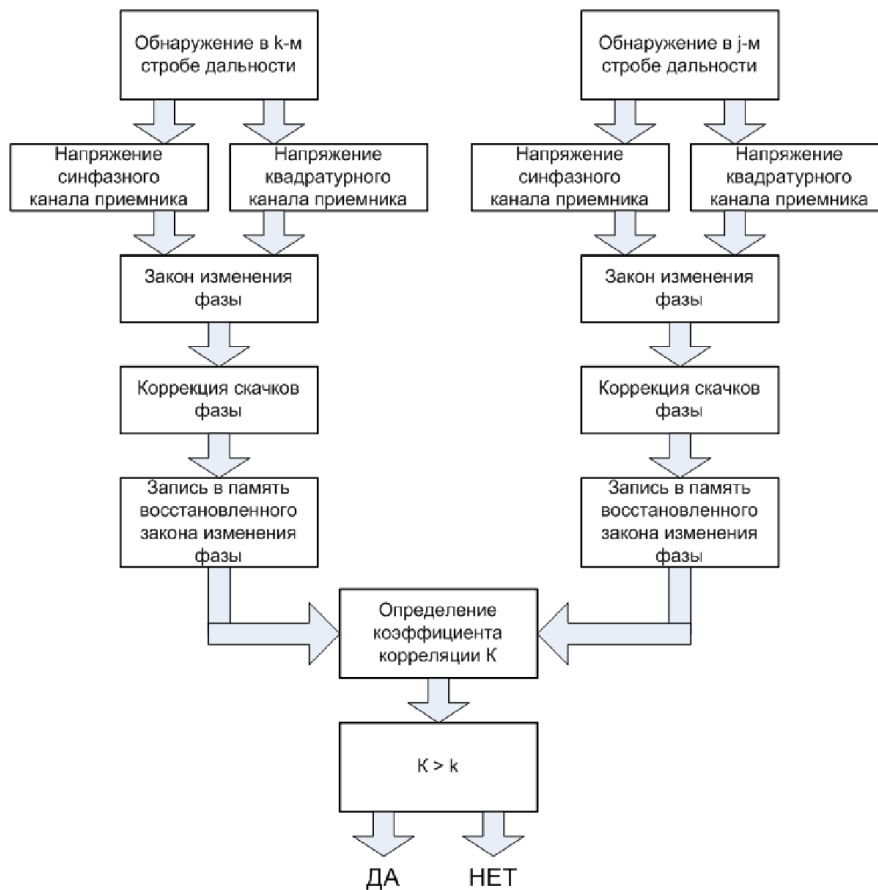 Обнаружение в k-м
стробе дальности
Обнаружение в j-м
стробе дальности
Напряжение
синфазного
канала приемника
Напряжение
квадратурного
канала приемника
Напряжение
синфазного
канала приемника
Напряжение
квадратурного
канала приемника
Закон изменения
фазы
Закон изменения
фазы
Коррекция скачков
фазы
Коррекция скачков
фазы
Запись в память
восстановленного
закона изменения
фазы
Запись в память
восстановленного
закона изменения
фазы
Определение
коэффициента
корреляции К
К > k
ДА
НЕТ